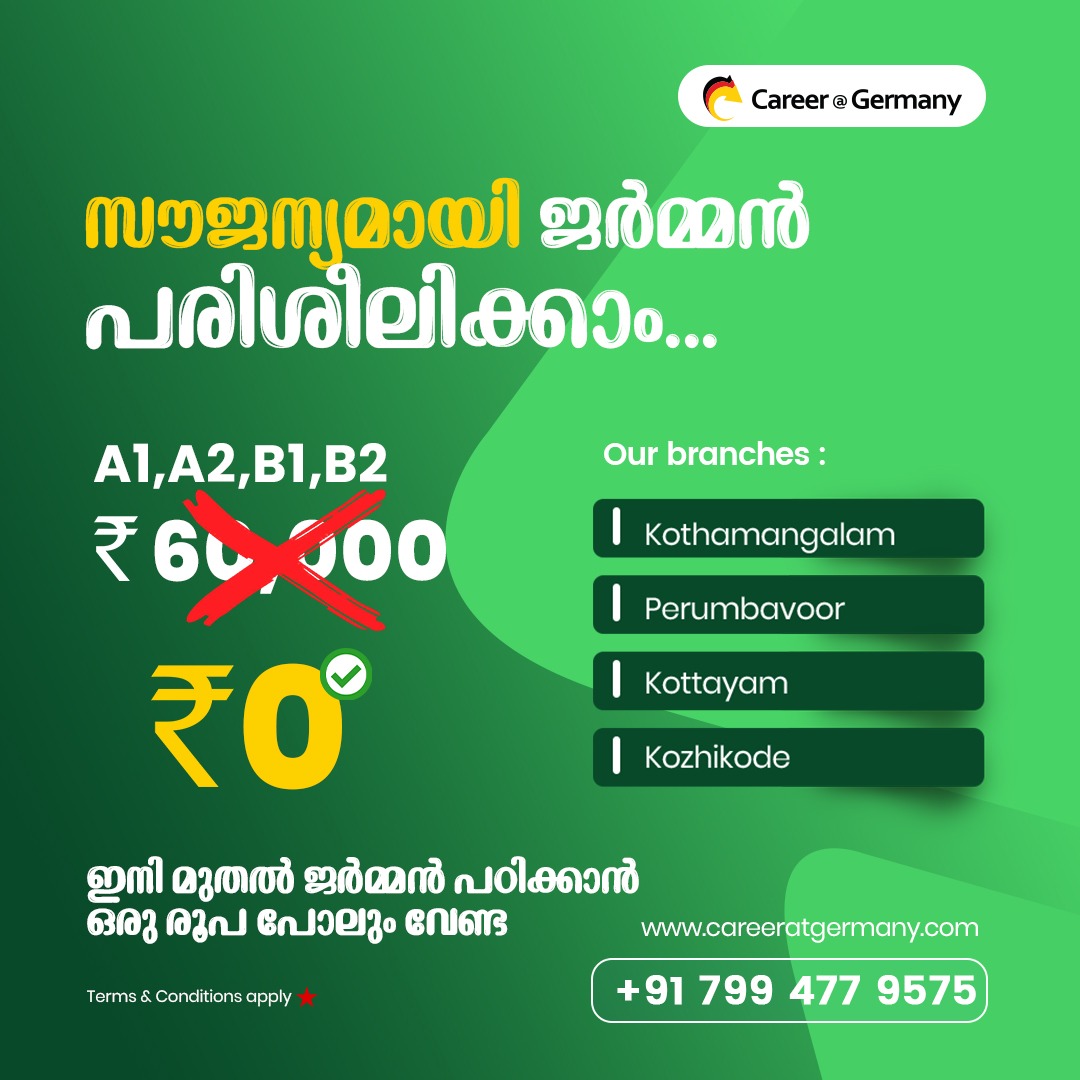 Career @ Germany
സൗജന്യമായി ജർമ്മൻ
പരിശീലിക്കാം...
A1,A2,B1,B2
₹ 60,000
₹0
Our branches :
Kothamangalam
Perumbavoor
Kottayam
Kozhikode
ഇനി മുതൽ ജർമ്മൻ പഠിക്കാൻ
ഒരു രൂപ പോലും വേണ്ട
Terms & Conditions apply
www.careeratgermany.com
+91 799 477 9575